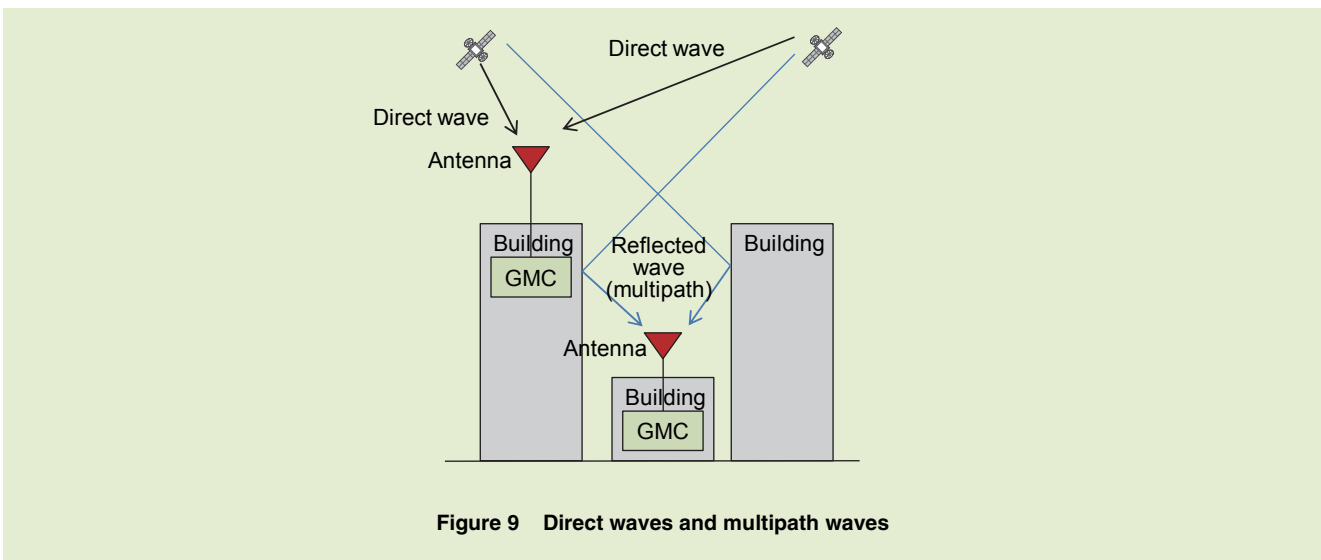 Direct wave
Direct wave
Antenna
Building
GMC
Reflected
wave
(multipath)
Building
Antenna
Building
GMC
Figure 9 Direct waves and multipath waves